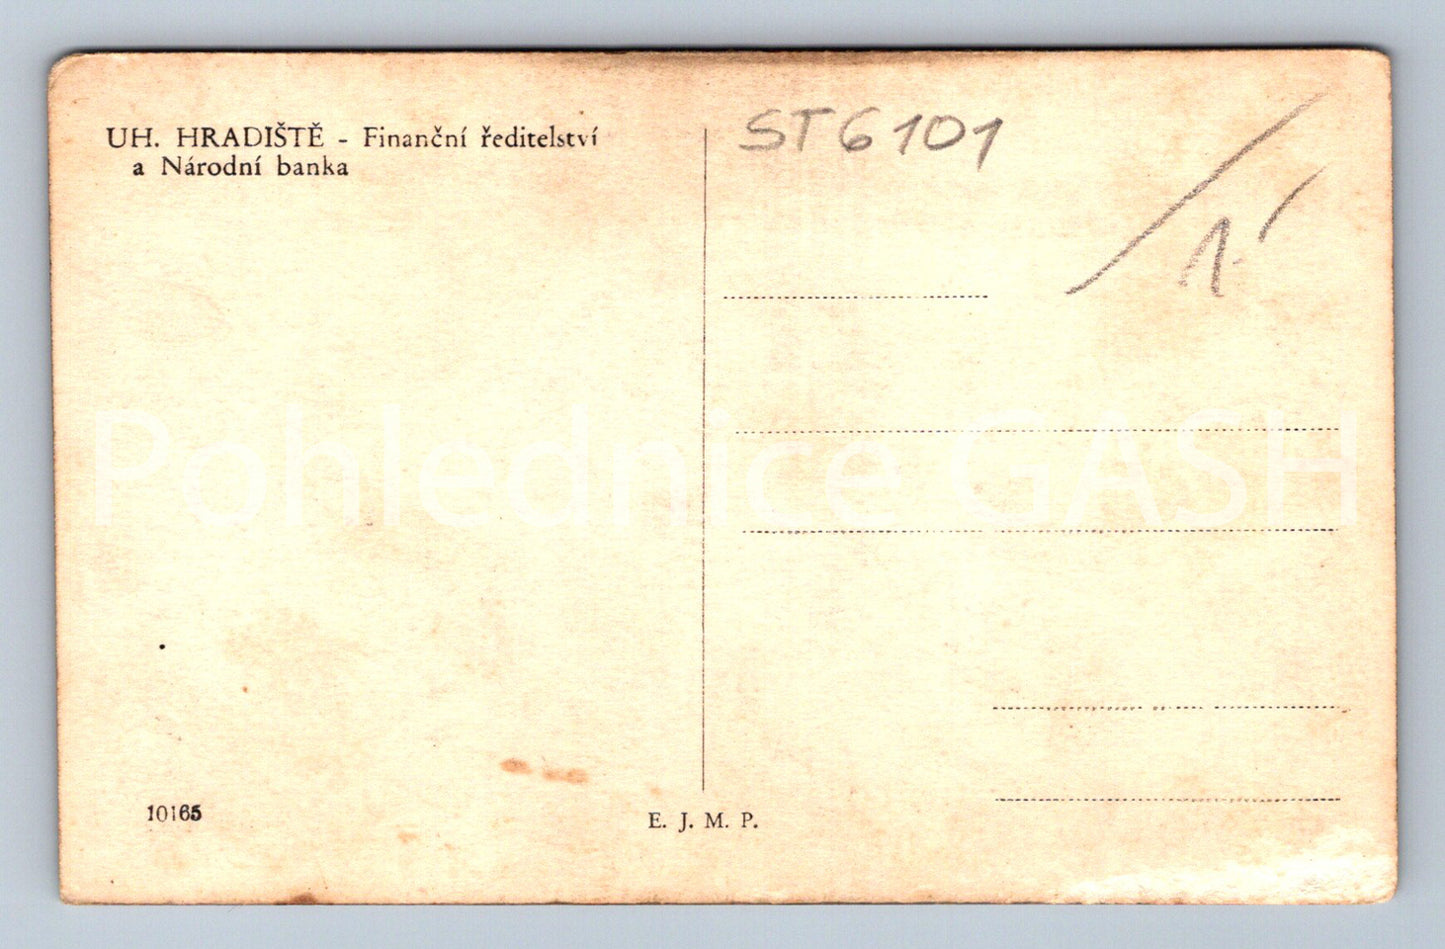 UH. HRADIŠTĚ - Finanční ředitelství
a Národní banka
ST6101
1
Pohlednice GASH
10165
E. J. M. P.